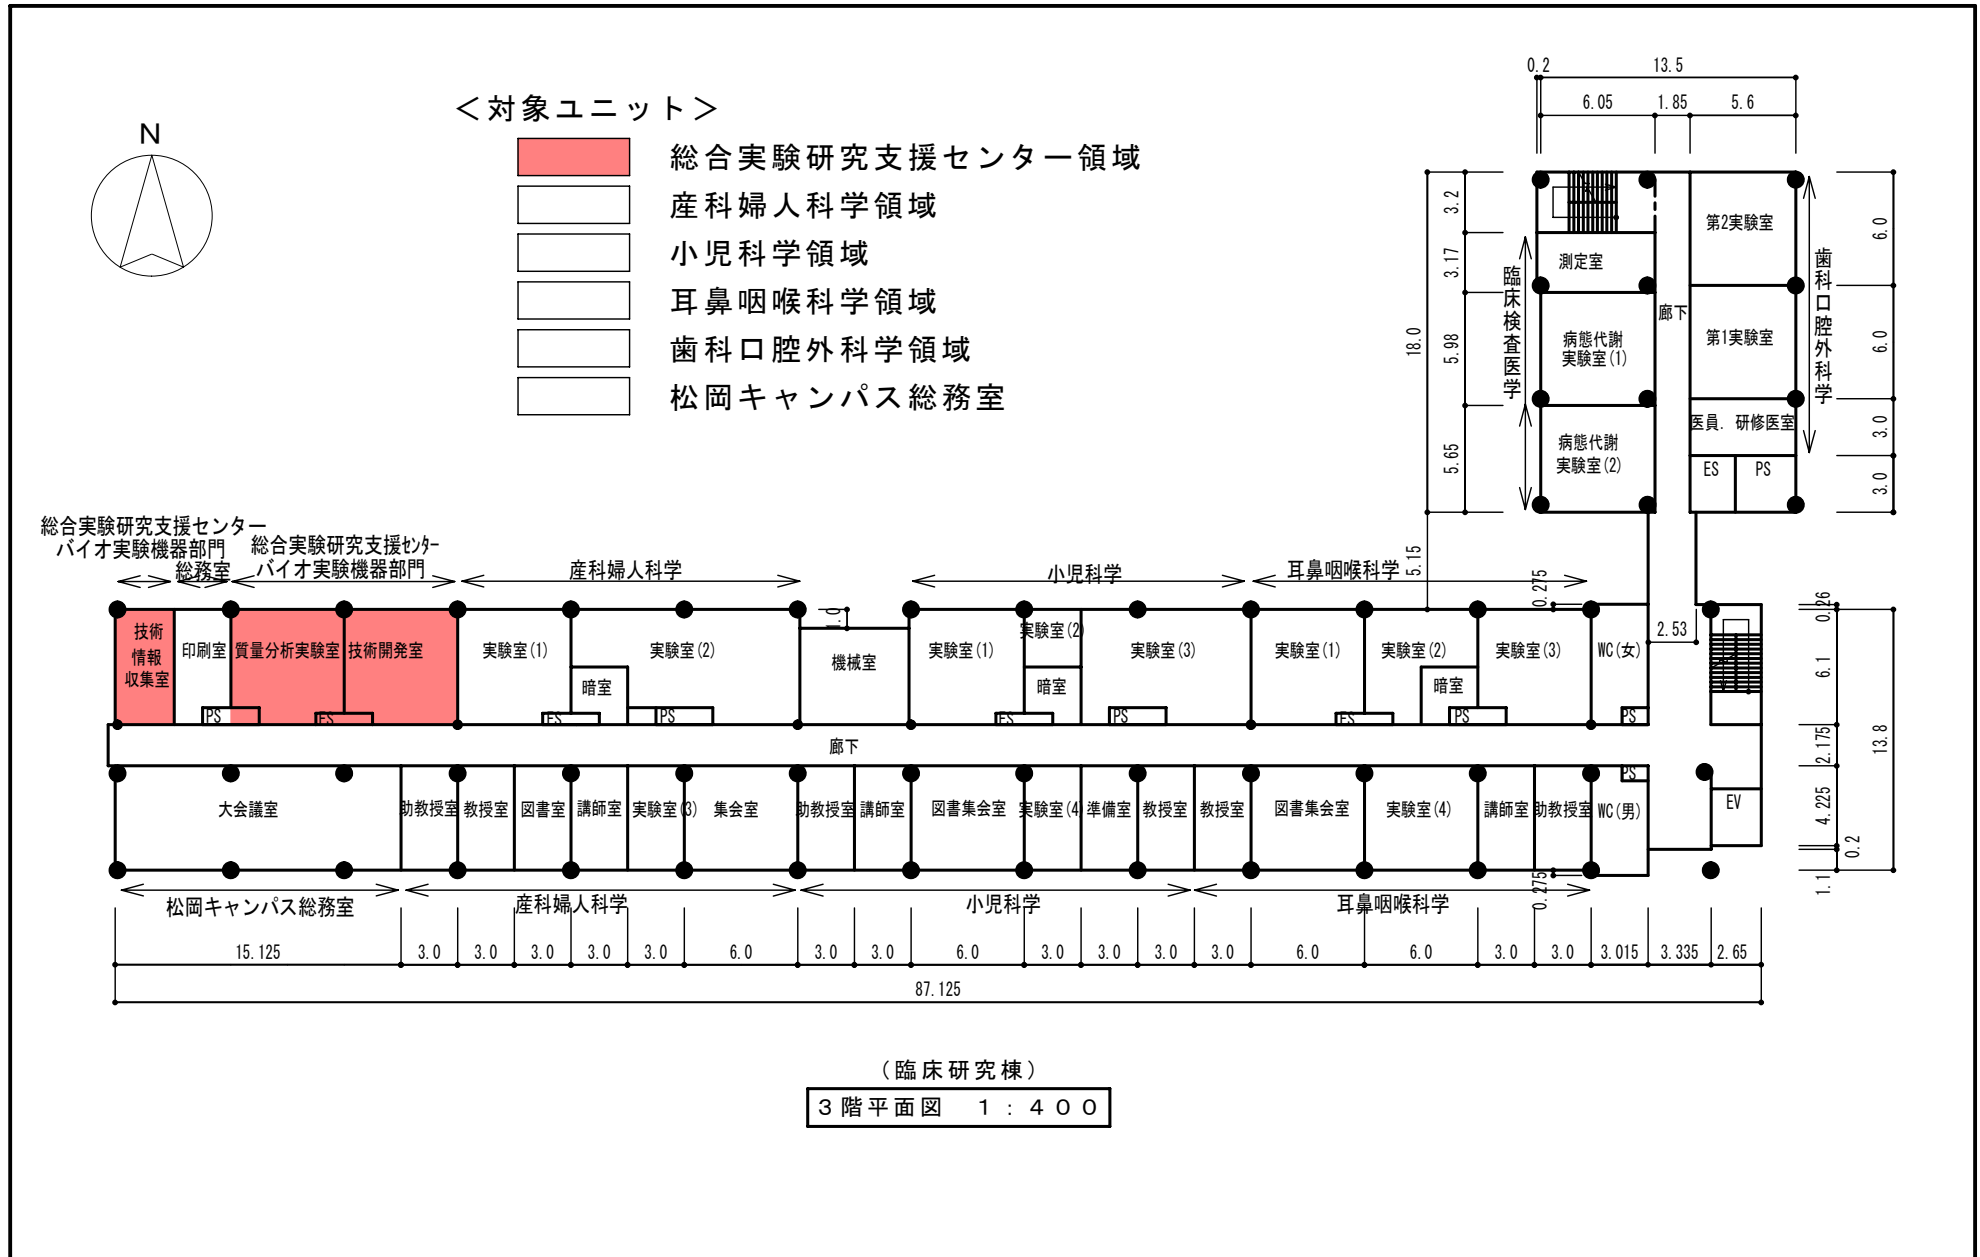 N
＜対象ユニット＞
総合実験研究支援センター領域
産科婦人科学領域
小児科学領域
耳鼻咽喉科学領域
歯科口腔外科学領域
松岡キャンパス総務室
0.2
13.5
6.05
1.85
5.6
3.2
3.17
5.98
5.65
18.0
5.15
0.275
臨床検査医学
測定室
病態代謝
実験室(1)
病態代謝
実験室(2)
廊下
第2実験室
第1実験室
医員．研修医室
ES
PS
歯科口腔外科学
6.0
6.0
3.0
3.0
総合実験研究支援センター
バイオ実験機器部門
総務室
総合実験研究支援ｾﾝﾀｰ
バイオ実験機器部門
産科婦人科学
小児科学
耳鼻咽喉科学
技術
情報
収集室
印刷室
質量分析実験室
技術開発室
実験室(1)
実験室(2)
暗室
1.0
機械室
実験室(1)
実験室(2)
暗室
実験室(3)
実験室(1)
実験室(2)
暗室
実験室(3)
WC(女)
2.53
PS
ES
ES
PS
ES
PS
ES
PS
PS
0.26
6.1
2.175
4.225
0.2
1.1
13.8
廊下
大会議室
助教授室
教授室
図書室
講師室
実験室(3)
集会室
助教授室
講師室
図書集会室
実験室(4)
準備室
教授室
教授室
図書集会室
実験室(4)
講師室
助教授室
PS
WC(男)
EV
松岡キャンパス総務室
産科婦人科学
小児科学
耳鼻咽喉科学
0.275
15.125
3.0
3.0
3.0
3.0
3.0
6.0
3.0
3.0
6.0
3.0
3.0
3.0
3.0
6.0
6.0
3.0
3.0
3.015
3.335
2.65
87.125
（臨床研究棟）
３階平面図　１：４００